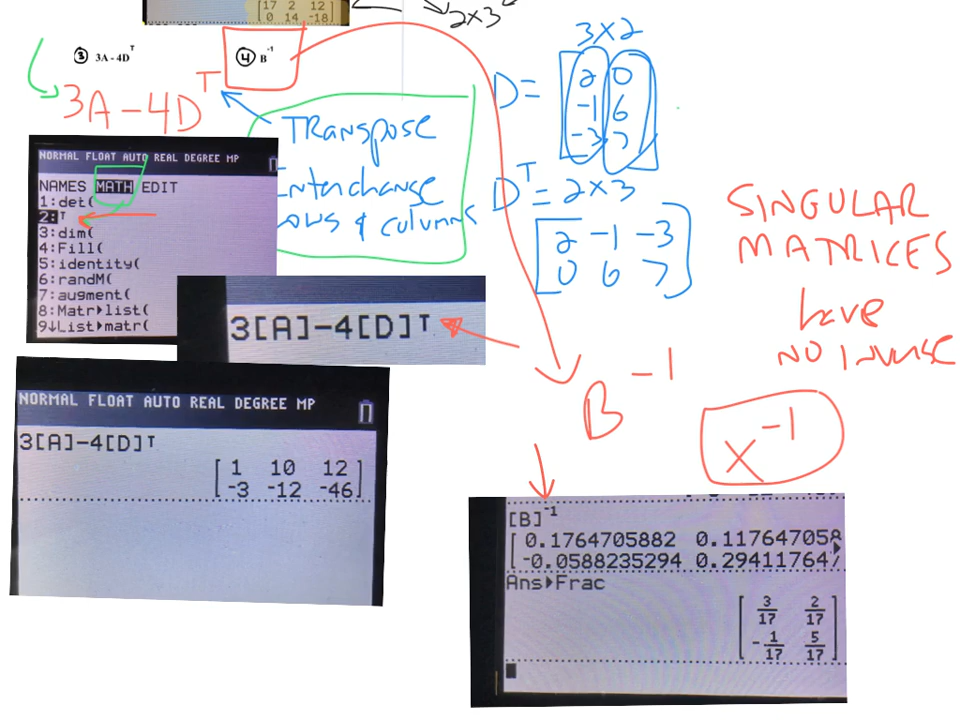 [17 2 12]
[0 14 -18]
2x3
③ 3A-4Dᵀ
④ B⁻¹
3A-4Dᵀ
TRanspose
Interchange
Rows & columns
3x2
D= [2 0]
[-1 6]
[-3 7]
Dᵀ= 2x3
[2 -1 -3]
[0 6 7]
SINGULAR
MATRICES
have
NO INVERSE
NORMAL FLOAT AUTO REAL DEGREE MP
NAMES MATH EDIT
1:det(
2:ᵀ
3:dim(
4:Fill(
5:identity(
6:randM(
7:augment(
8:Matr▸list(
9↓List▸matr(
3[A]-4[D]ᵀ
B⁻¹
x⁻¹
NORMAL FLOAT AUTO REAL DEGREE MP
3[A]-4[D]ᵀ
[1 10 12]
[-3 -12 -46]
[B]⁻¹
[0.1764705882 0.117647058
[-0.0588235294 0.29411764
Ans▸Frac
[3/17 2/17]
[-1/17 5/17]